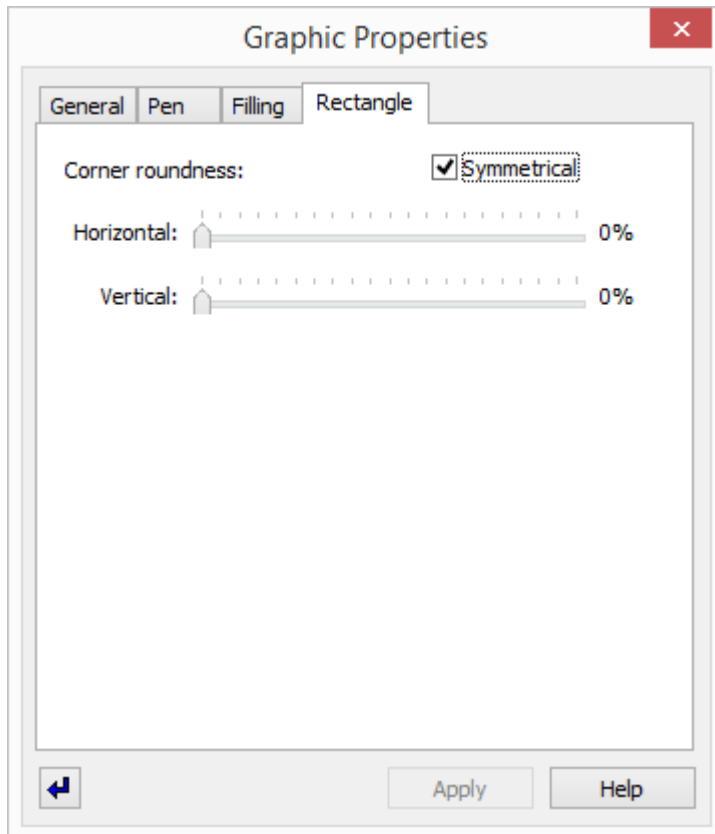 Graphic Properties
General Pen Filling Rectangle
Corner roundness: Symmetrical
Horizontal: 0%
Vertical: 0%
Apply Help